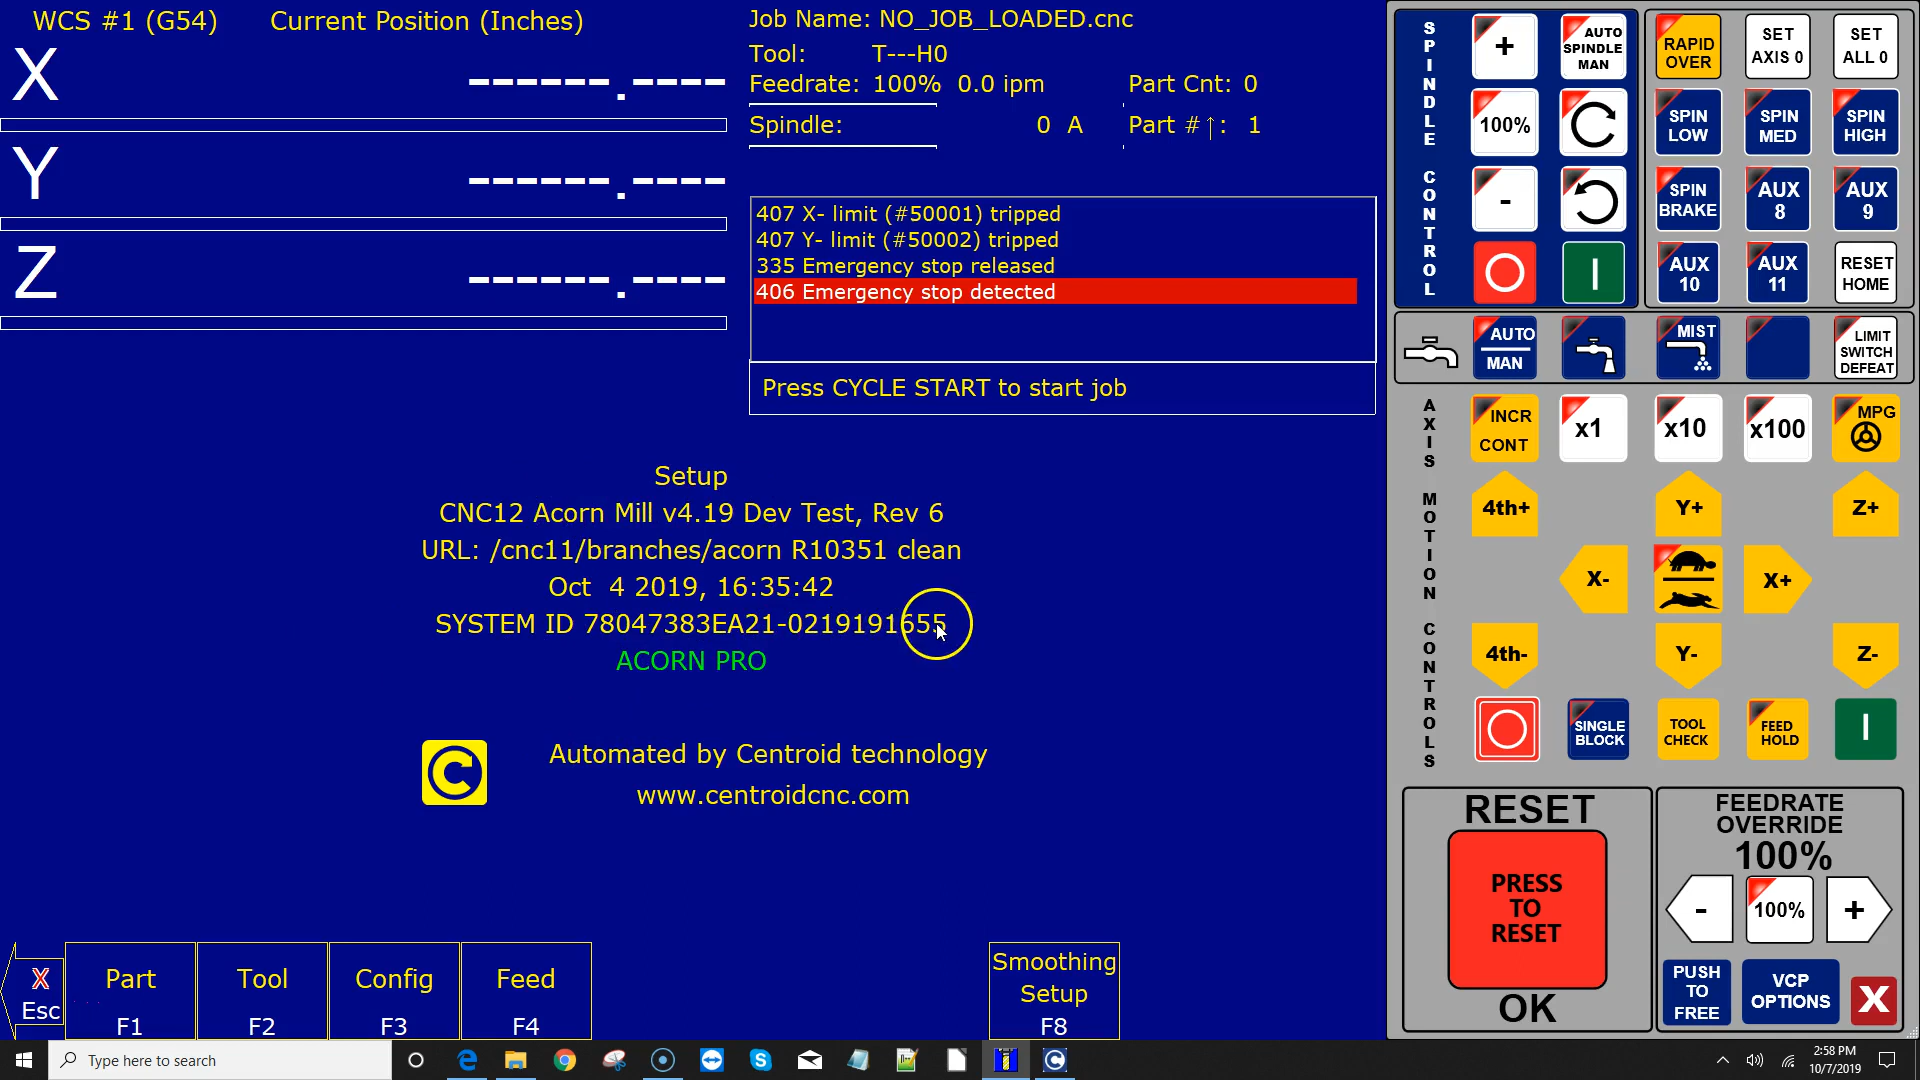 WCS #1 (G54) Current Position (Inches)
X ------.----
Y ------.----
Z ------.----
Job Name: NO_JOB_LOADED.cnc
Tool: T---H0
Feedrate: 100% 0.0 ipm Part Cnt: 0
Spindle: 0 A Part #↑: 1
407 X- limit (#50001) tripped
407 Y- limit (#50002) tripped
335 Emergency stop released
406 Emergency stop detected
Press CYCLE START to start job
Setup
CNC12 Acorn Mill v4.19 Dev Test, Rev 6
URL: /cnc11/branches/acorn R10351 clean
Oct 4 2019, 16:35:42
SYSTEM ID 78047383EA21-0219191655
ACORN PRO
C
Automated by Centroid technology
www.centroidcnc.com
X
Esc
Part
F1
Tool
F2
Config
F3
Feed
F4
Smoothing
Setup
F8
SPINDLE CONTROL
+
AUTO
SPINDLE
MAN
100%
-
RAPID
OVER
SET
AXIS 0
SET
ALL 0
SPIN
LOW
SPIN
MED
SPIN
HIGH
SPIN
BRAKE
AUX
8
AUX
9
AUX
10
AUX
11
RESET
HOME
AUTO
MAN
MIST
LIMIT
SWITCH
DEFEAT
AXIS MOTION CONTROLS
INCR
CONT
x1
x10
x100
MPG
4th+
Y+
Z+
X-
X+
4th-
Y-
Z-
SINGLE
BLOCK
TOOL
CHECK
FEED
HOLD
RESET
PRESS
TO
RESET
OK
FEEDRATE
OVERRIDE
100%
-
100%
+
PUSH
TO
FREE
VCP
OPTIONS
X
Type here to search
2:58 PM
10/7/2019